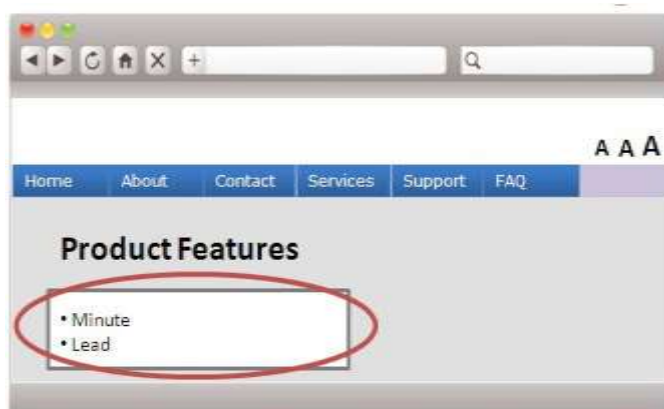 A A A
Home About Contact Services Support FAQ
Product Features
• Minute
• Lead